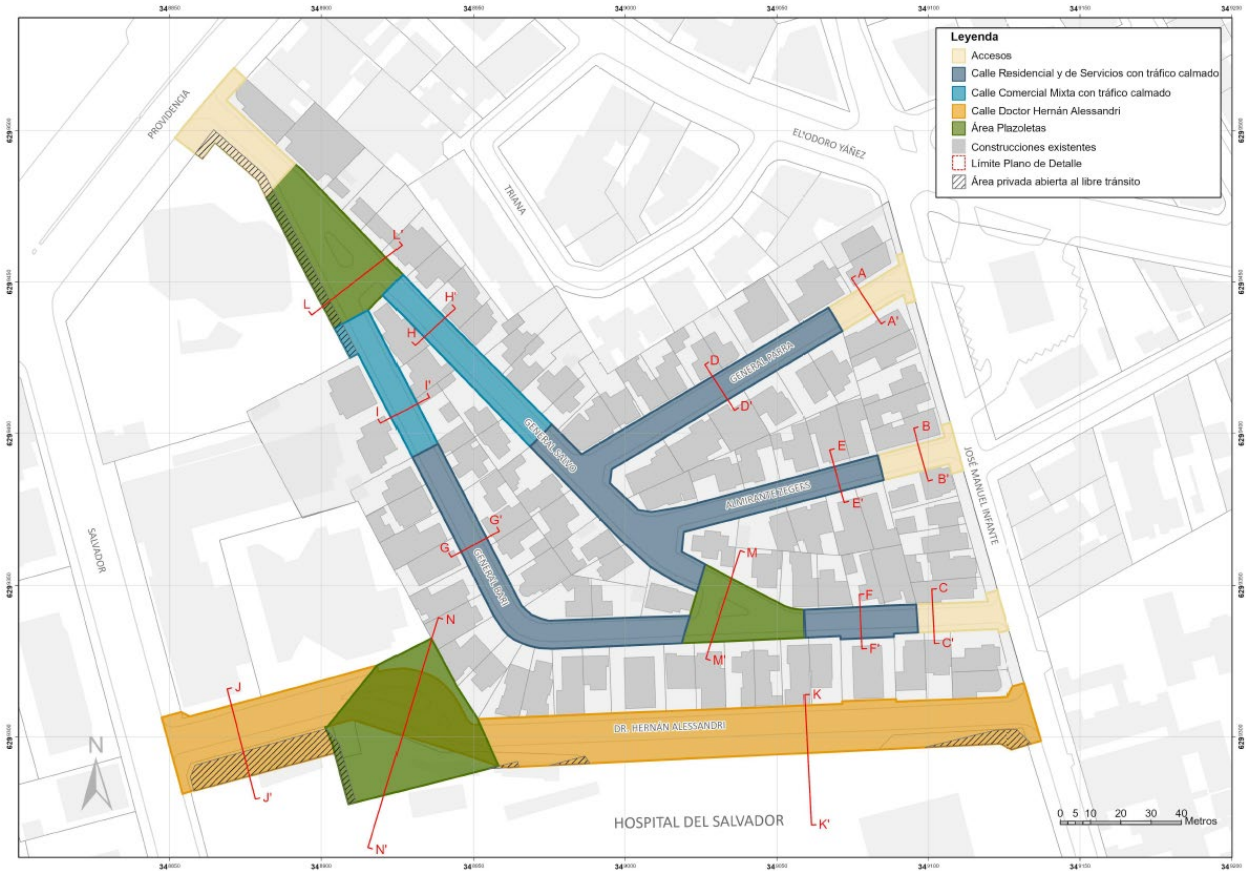 Leyenda
Accesos
Calle Residencial y de Servicios con tráfico calmado
Calle Comercial Mixta con tráfico calmado
Calle Doctor Hernán Alessandri
Área Plazoletas
Construcciones existentes
Límite Plano de Detalle
Área privada abierta al libre tránsito
PROVIDENCIA
ELIODORO YÁÑEZ
TRIANA
L'
L
H'
H
A
A'
I'
I
D
D'
GENERAL PARRA
GENERAL SALVO
B
B'
E
E'
ALMIRANTE ZEGERS
JOSÉ MANUEL INFANTE
SALVADOR
G'
G
GENERAL BARI
M
M'
F
F'
C
C'
N
N'
J
J'
K
K'
DR. HERNÁN ALESSANDRI
HOSPITAL DEL SALVADOR
N
0 5 10 20 30 40
Metros